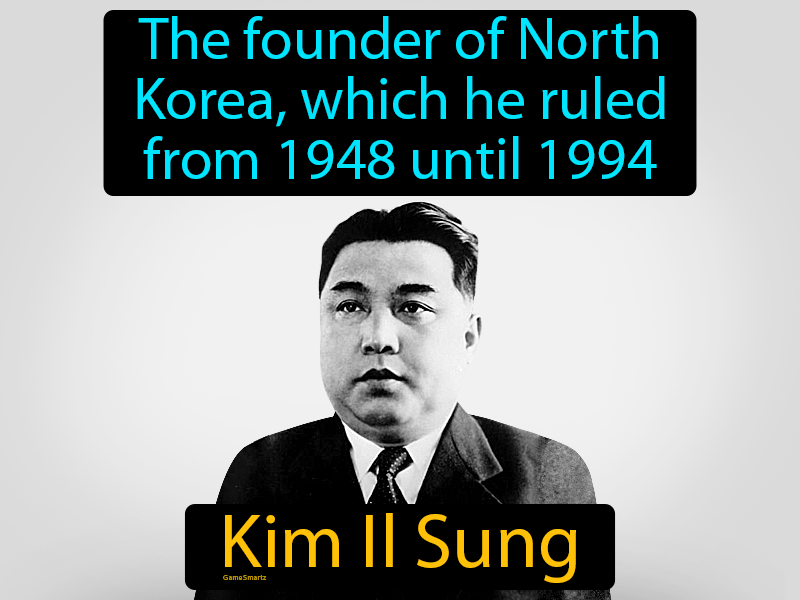 The founder of North
Korea, which he ruled
from 1948 until 1994
Kim Il Sung
GameSmartz